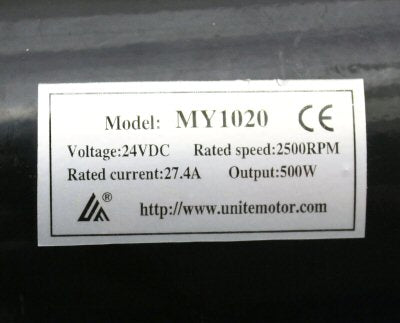 Model: MY1020 CE
Voltage:24VDC Rated speed:2500RPM
Rated current:27.4A Output:500W
® http://www.unitemotor.com